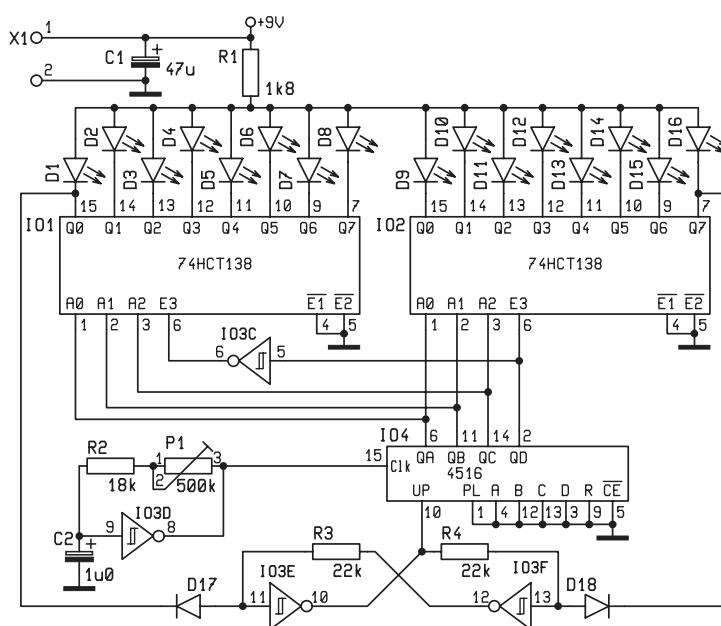 +9V
X1 1
C1 + R1
47u
2 1k8
D2 D4 D6 D8 D10 D12 D14 D16
D1 D3 D5 D7 D9 D11 D13 D15
15 14 13 12 11 10 9 7 15 14 13 12 11 10 9 7
IO1 Q0 Q1 Q2 Q3 Q4 Q5 Q6 Q7 IO2 Q0 Q1 Q2 Q3 Q4 Q5 Q6 Q7
74HCT138 74HCT138
A0 A1 A2 E3 E1 E2 A0 A1 A2 E3 E1 E2
1 2 3 6 4 5 1 2 3 6 4 5
IO3C
6 5
IO4 6 11 14 2
QA QB QC QD
15 Clk 4516
UP PL A B C D R CE
10 1 4 12 13 3 9 5
R2 1 P1 3
18k 2 500k
IO3D
9 8
C2 +
1u0
R3 R4
22k 22k
D17 IO3E IO3F D18
11 10 12 13